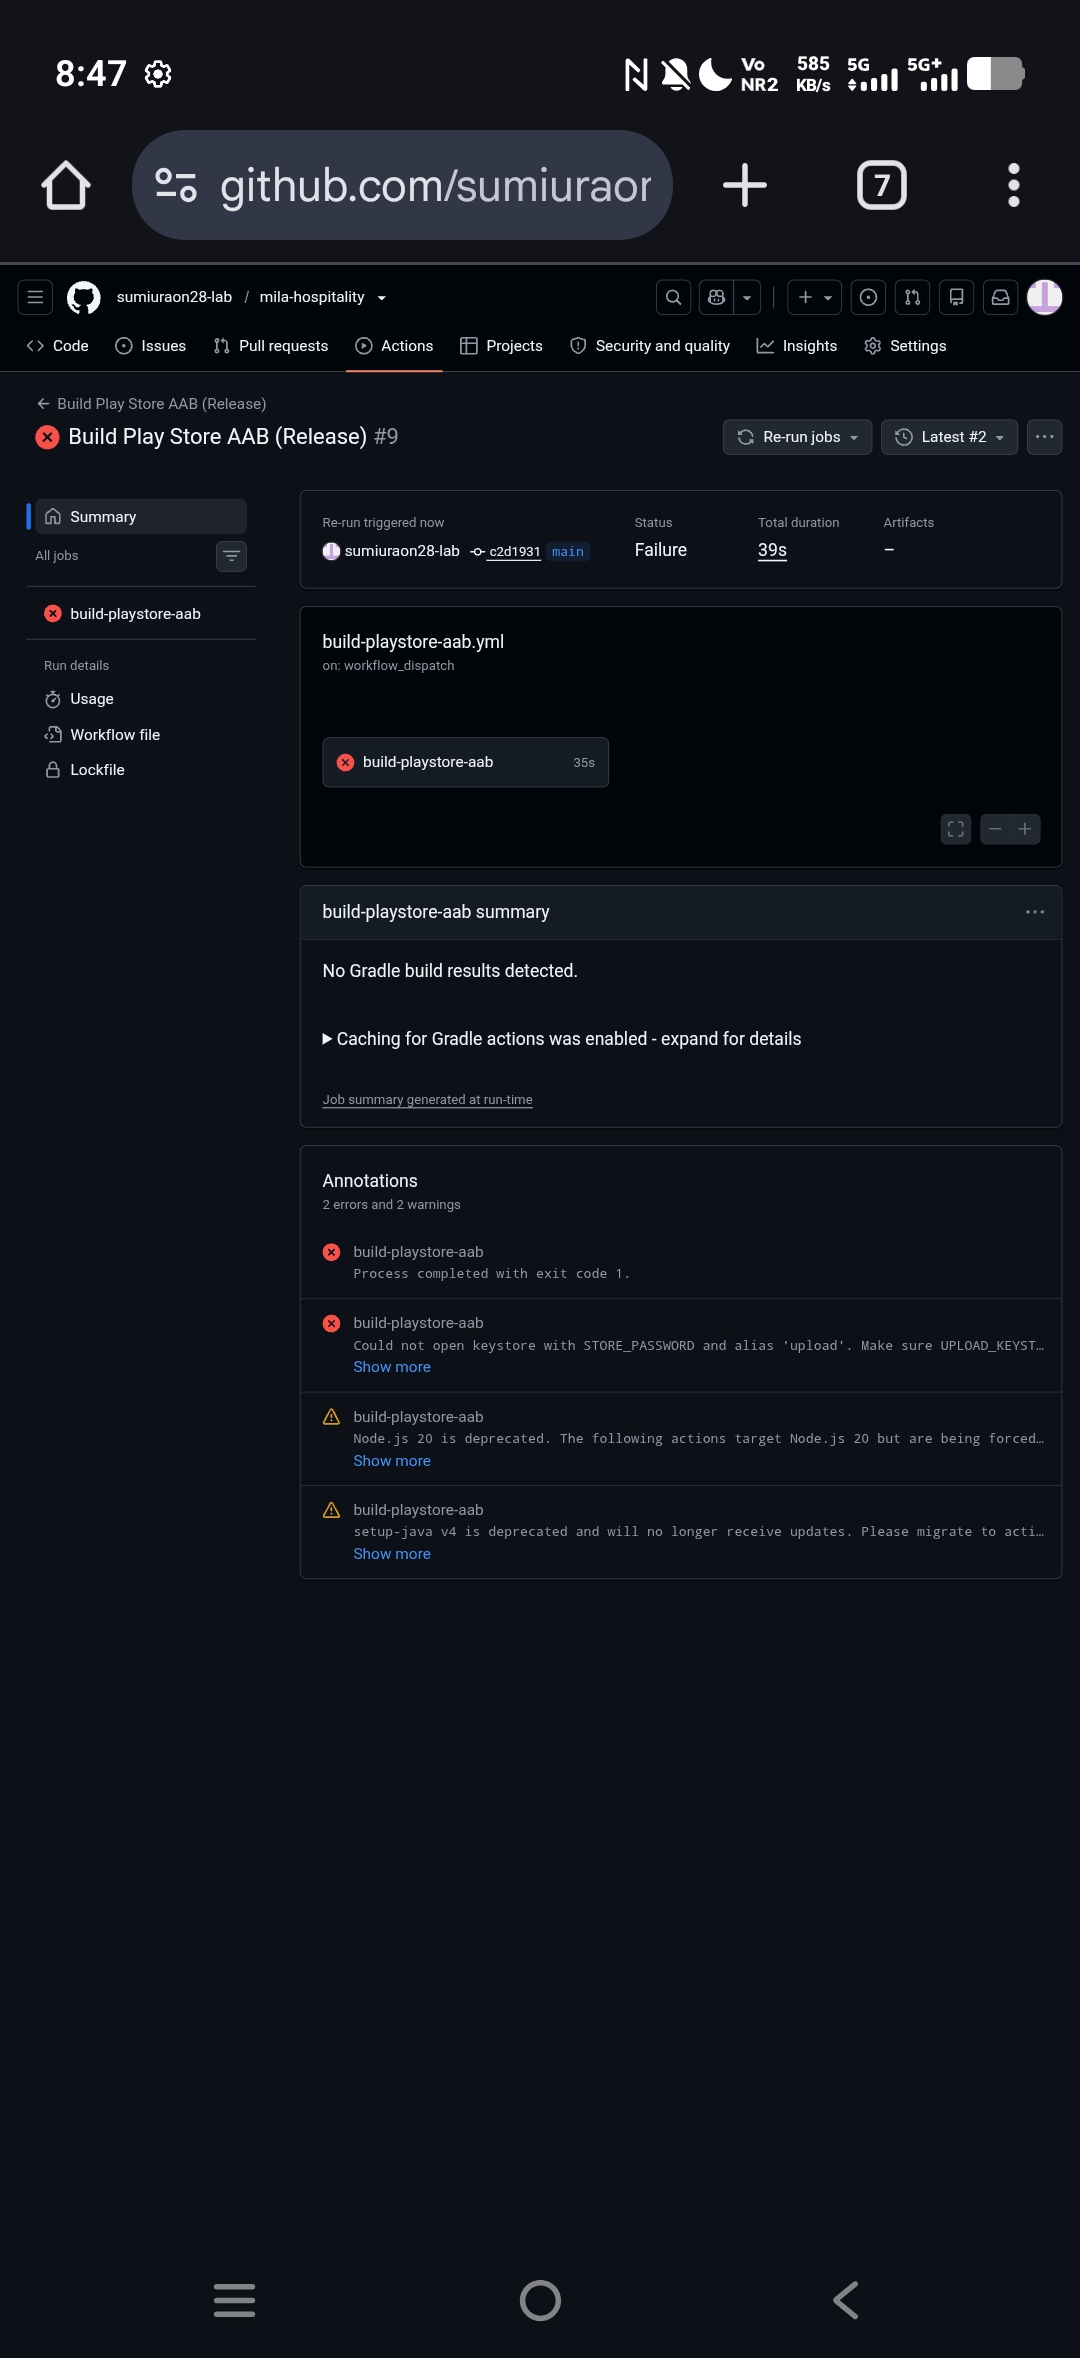 8:47
Vo NR2
585 KB/s
5G
5G+
github.com/sumiuraor
7
sumiuraon28-lab / mila-hospitality
Code
Issues
Pull requests
Actions
Projects
Security and quality
Insights
Settings
← Build Play Store AAB (Release)
Build Play Store AAB (Release) #9
Re-run jobs
Latest #2
Summary
All jobs
build-playstore-aab
Run details
Usage
Workflow file
Lockfile
Re-run triggered now
sumiuraon28-lab c2d1931 main
Status
Failure
Total duration
39s
Artifacts
–
build-playstore-aab.yml
on: workflow_dispatch
build-playstore-aab 35s
build-playstore-aab summary
No Gradle build results detected.
Caching for Gradle actions was enabled - expand for details
Job summary generated at run-time
Annotations
2 errors and 2 warnings
build-playstore-aab
Process completed with exit code 1.
build-playstore-aab
Could not open keystore with STORE_PASSWORD and alias 'upload'. Make sure UPLOAD_KEYST…
Show more
build-playstore-aab
Node.js 20 is deprecated. The following actions target Node.js 20 but are being forced…
Show more
build-playstore-aab
setup-java v4 is deprecated and will no longer receive updates. Please migrate to acti…
Show more